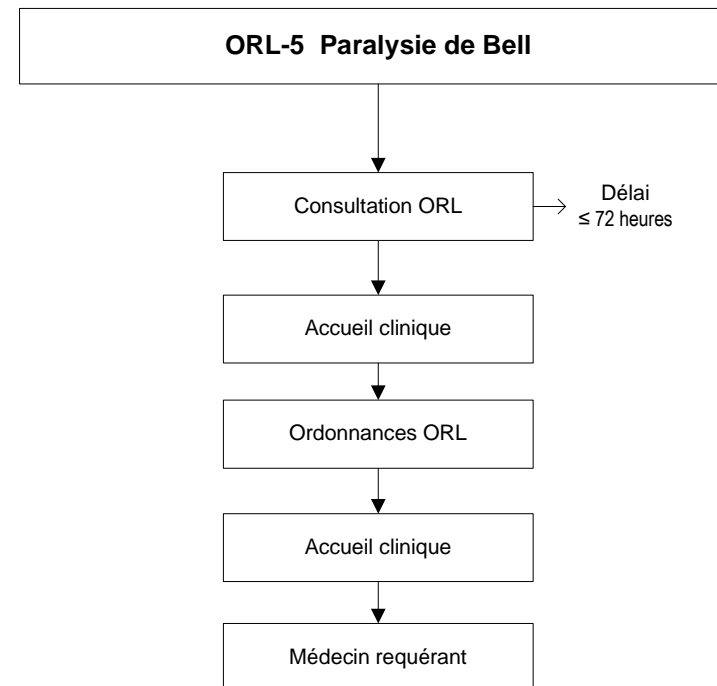 ORL-5 Paralysie de Bell
Consultation ORL
Délai
≤ 72 heures
Accueil clinique
Ordonnances ORL
Accueil clinique
Médecin requérant